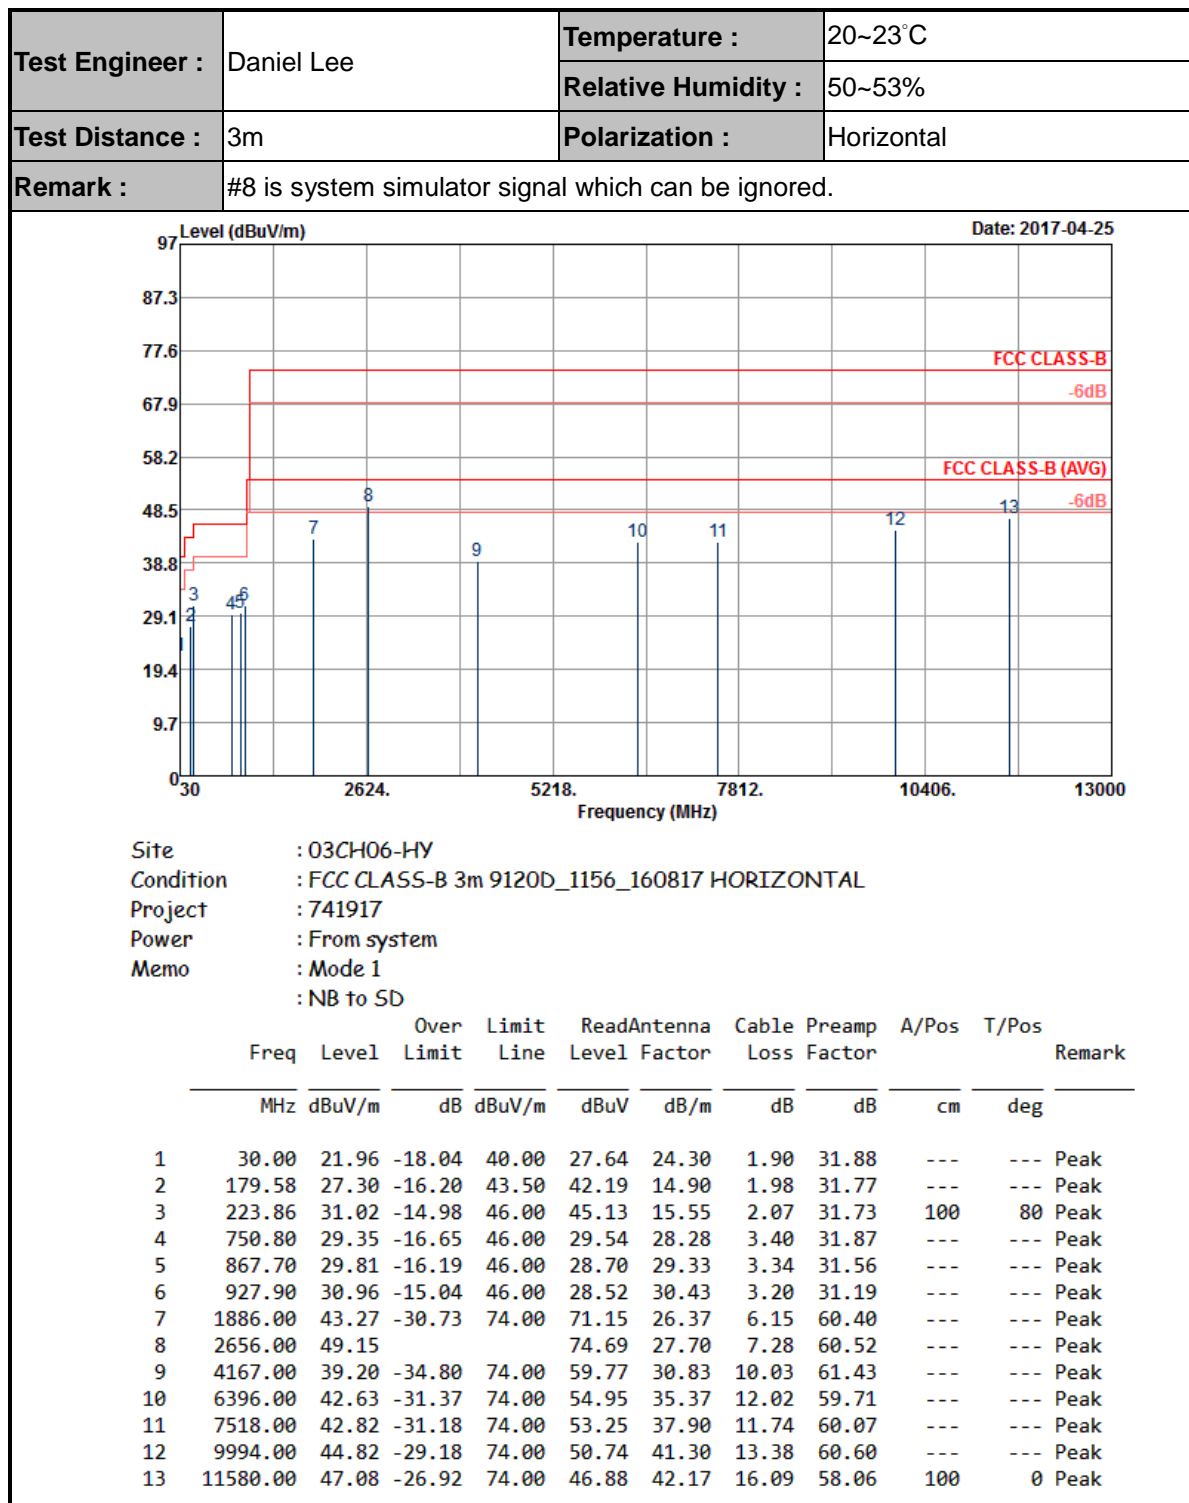 Test Engineer : Daniel Lee Temperature : 20~23°C
Relative Humidity : 50~53%
Test Distance : 3m Polarization : Horizontal
Remark : #8 is system simulator signal which can be ignored.
Level (dBuV/m) Date: 2017-04-25
97
87.3
77.6
FCC CLASS-B
-6dB
67.9
58.2
FCC CLASS-B (AVG)
-6dB
48.5
38.8
29.1
19.4
9.7
0
1 2 3 4 5 6 7 8 9 10 11 12 13
30 2624. 5218. 7812. 10406. 13000
Frequency (MHz)
Site : 03CH06-HY
Condition : FCC CLASS-B 3m 9120D_1156_160817 HORIZONTAL
Project : 741917
Power : From system
Memo : Mode 1
: NB to SD
Over Limit ReadAntenna Cable Preamp A/Pos T/Pos
Freq Level Limit Line Level Factor Loss Factor Remark
MHz dBuV/m dB dBuV/m dBuV dB/m dB dB cm deg
1 30.00 21.96 -18.04 40.00 27.64 24.30 1.90 31.88 --- --- Peak
2 179.58 27.30 -16.20 43.50 42.19 14.90 1.98 31.77 --- --- Peak
3 223.86 31.02 -14.98 46.00 45.13 15.55 2.07 31.73 100 80 Peak
4 750.80 29.35 -16.65 46.00 29.54 28.28 3.40 31.87 --- --- Peak
5 867.70 29.81 -16.19 46.00 28.70 29.33 3.34 31.56 --- --- Peak
6 927.90 30.96 -15.04 46.00 28.52 30.43 3.20 31.19 --- --- Peak
7 1886.00 43.27 -30.73 74.00 71.15 26.37 6.15 60.40 --- --- Peak
8 2656.00 49.15 74.69 27.70 7.28 60.52 --- --- Peak
9 4167.00 39.20 -34.80 74.00 59.77 30.83 10.03 61.43 --- --- Peak
10 6396.00 42.63 -31.37 74.00 54.95 35.37 12.02 59.71 --- --- Peak
11 7518.00 42.82 -31.18 74.00 53.25 37.90 11.74 60.07 --- --- Peak
12 9994.00 44.82 -29.18 74.00 50.74 41.30 13.38 60.60 --- --- Peak
13 11580.00 47.08 -26.92 74.00 46.88 42.17 16.09 58.06 100 0 Peak